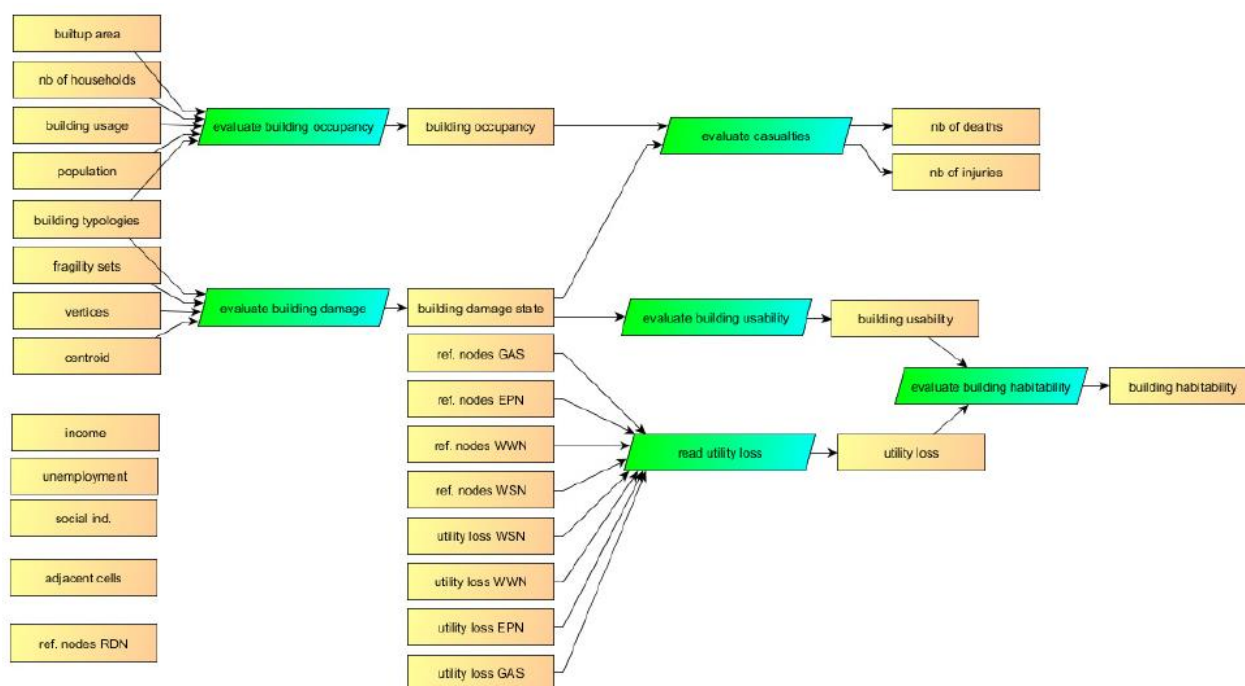 builtup area
nb of households
building usage
population
building typologies
fragility sets
vertices
centroid
income
unemployment
social ind.
adjacent cells
ref. nodes RDN
evaluate building occupancy
evaluate building damage
building occupancy
building damage state
ref. nodes GAS
ref. nodes EPN
ref. nodes WWN
ref. nodes WSN
utility loss WSN
utility loss WWN
utility loss EPN
utility loss GAS
evaluate casualties
evaluate building usability
read utility loss
nb of deaths
nb of injuries
building usability
utility loss
evaluate building habitability
building habitability